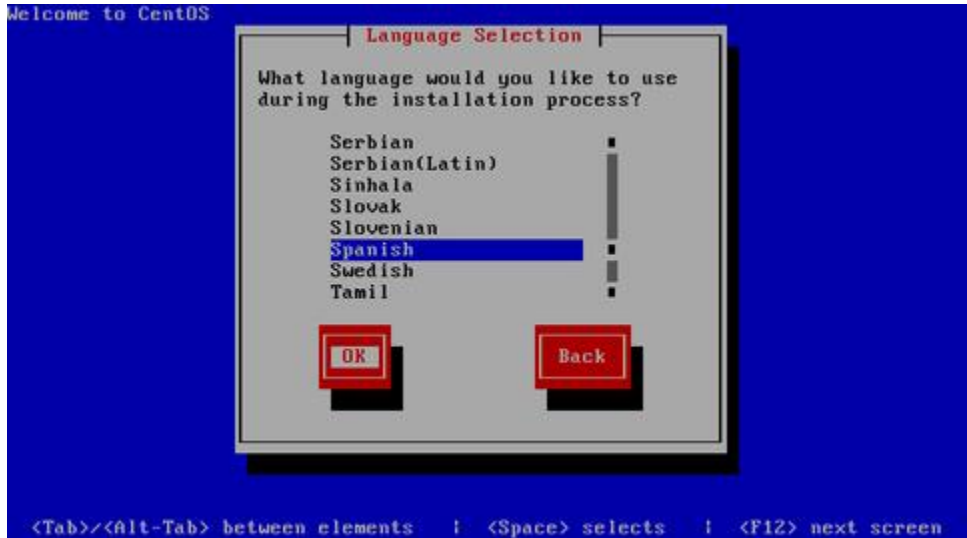 Welcome to CentOS
Language Selection
What language would you like to use
during the installation process?
Serbian
Serbian(Latin)
Sinhala
Slovak
Slovenian
Spanish
Swedish
Tamil
OK Back
<Tab>/<Alt-Tab> between elements | <Space> selects | <F12> next screen